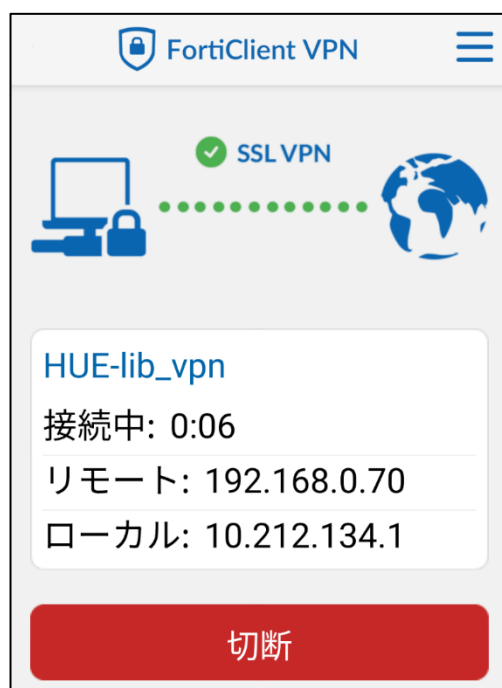 FortiClient VPN
SSL VPN
HUE-lib_vpn
接続中: 0:06
リモート: 192.168.0.70
ローカル: 10.212.134.1
切断